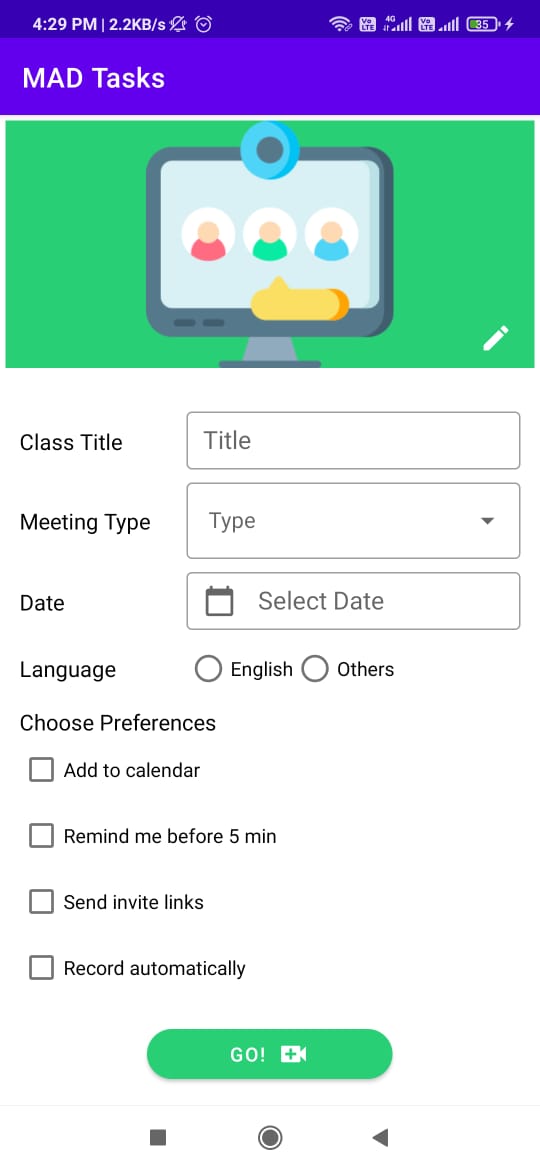 4:29 PM | 2.2KB/s Vo LTE 4G Vo LTE 35
MAD Tasks
Class Title Title
Meeting Type Type
Date Select Date
Language English Others
Choose Preferences
Add to calendar
Remind me before 5 min
Send invite links
Record automatically
GO!